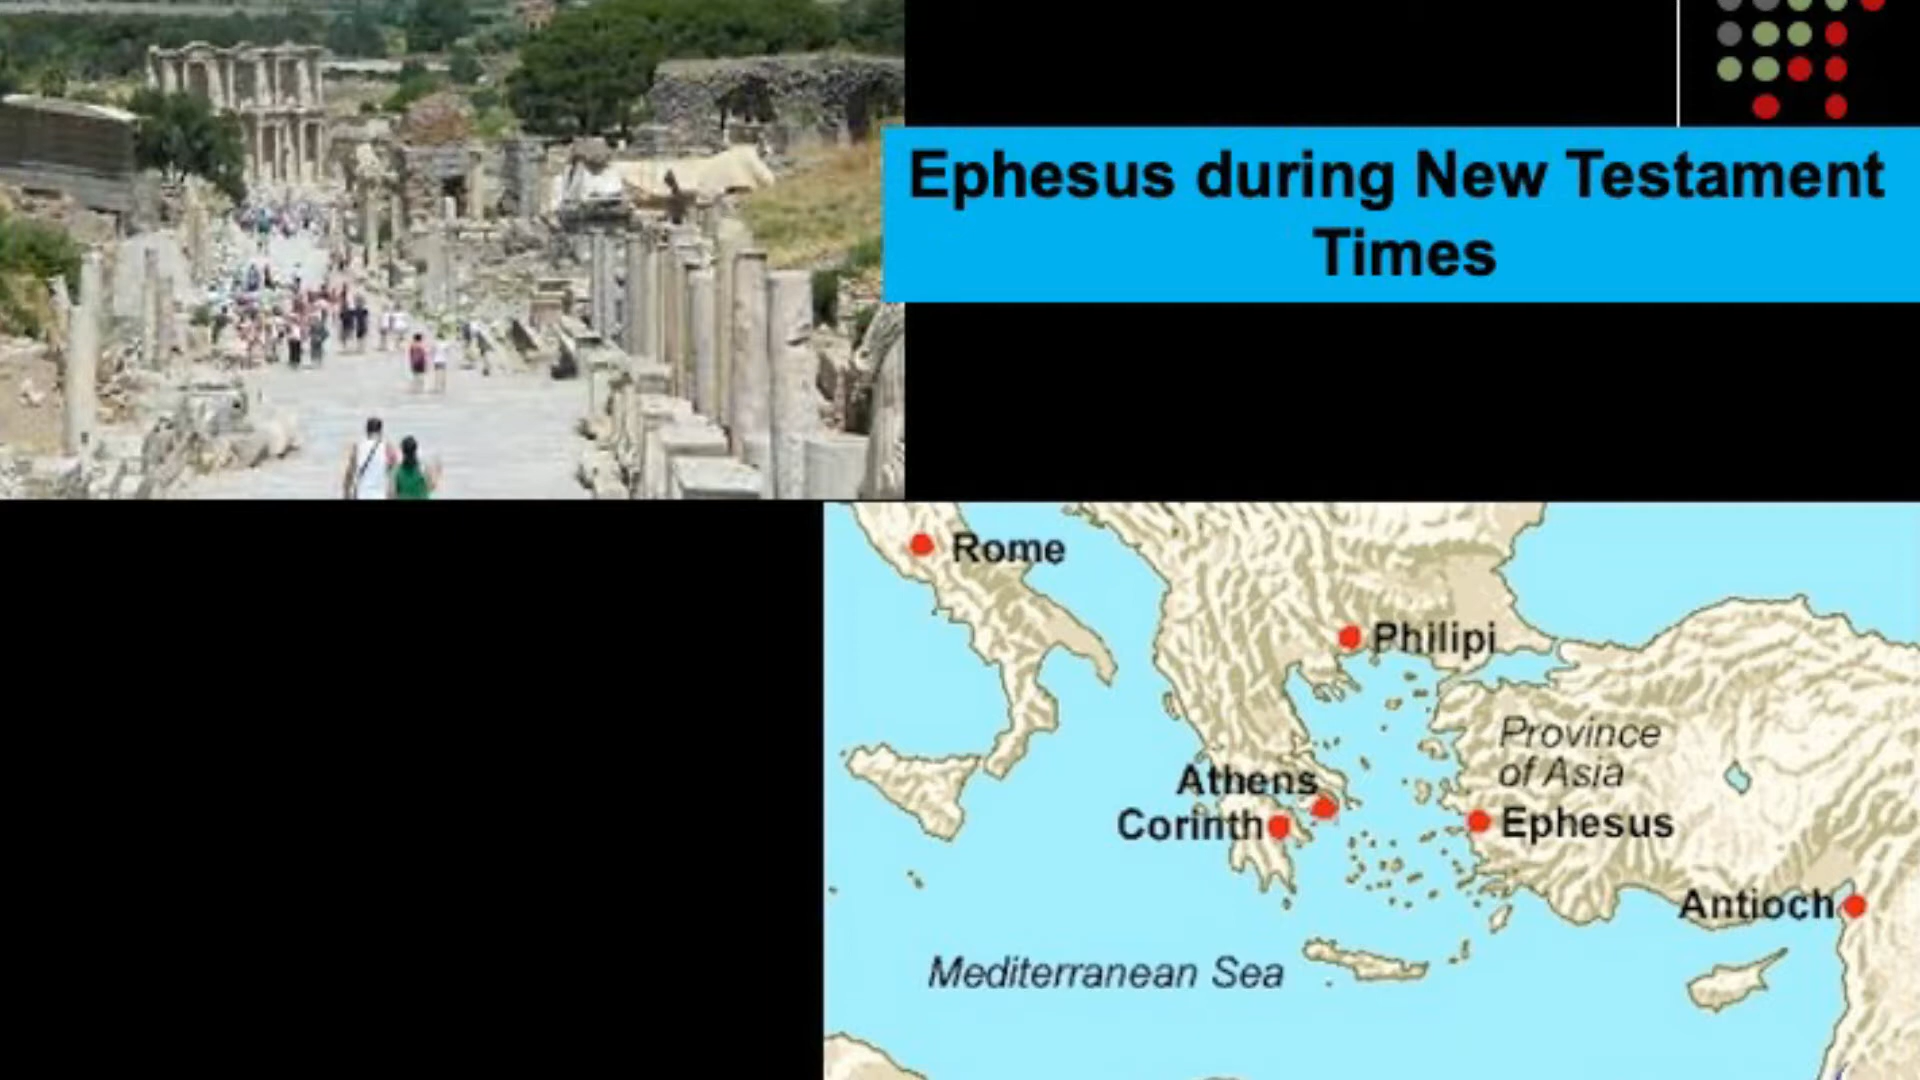 Ephesus during New Testament
Times
Rome
Philipi
Province
of Asia
Athens
Corinth
Ephesus
Antioch
Mediterranean Sea